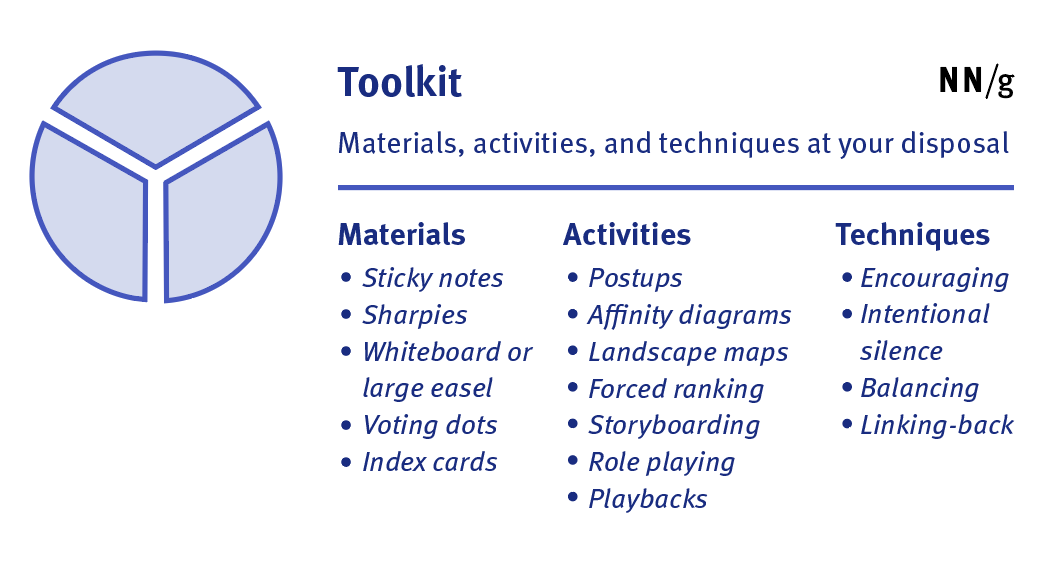 Toolkit
NN/g
Materials, activities, and techniques at your disposal
Materials
• Sticky notes
• Sharpies
• Whiteboard or
large easel
• Voting dots
• Index cards
Activities
• Postups
• Affinity diagrams
• Landscape maps
• Forced ranking
• Storyboarding
• Role playing
• Playbacks
Techniques
• Encouraging
• Intentional
silence
• Balancing
• Linking-back